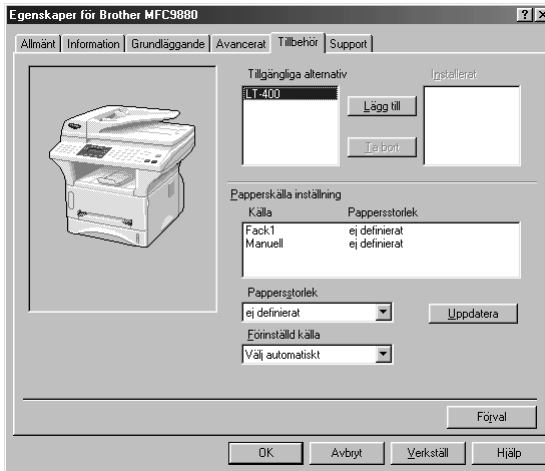 Egenskaper för Brother MFC9880
Allmänt Information Grundläggande Avancerat Tillbehör Support
Tillgängliga alternativ Installerat
LT-400
Lägg till
Ta bort
Papperskälla inställning
Källa Pappersstorlek
Fack1 ej definierat
Manuell ej definierat
Pappersstorlek
ej definierat Uppdatera
Förinställd källa
Välj automatiskt
Förval
OK Avbryt Verkställ Hjälp